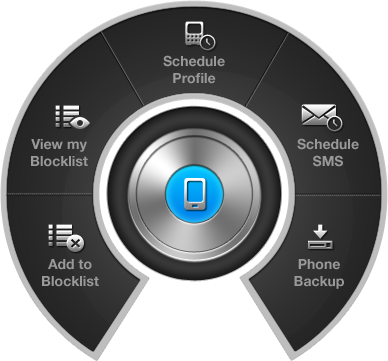 Schedule
Profile
View my
Blocklist
Schedule
SMS
Add to
Blocklist
Phone
Backup